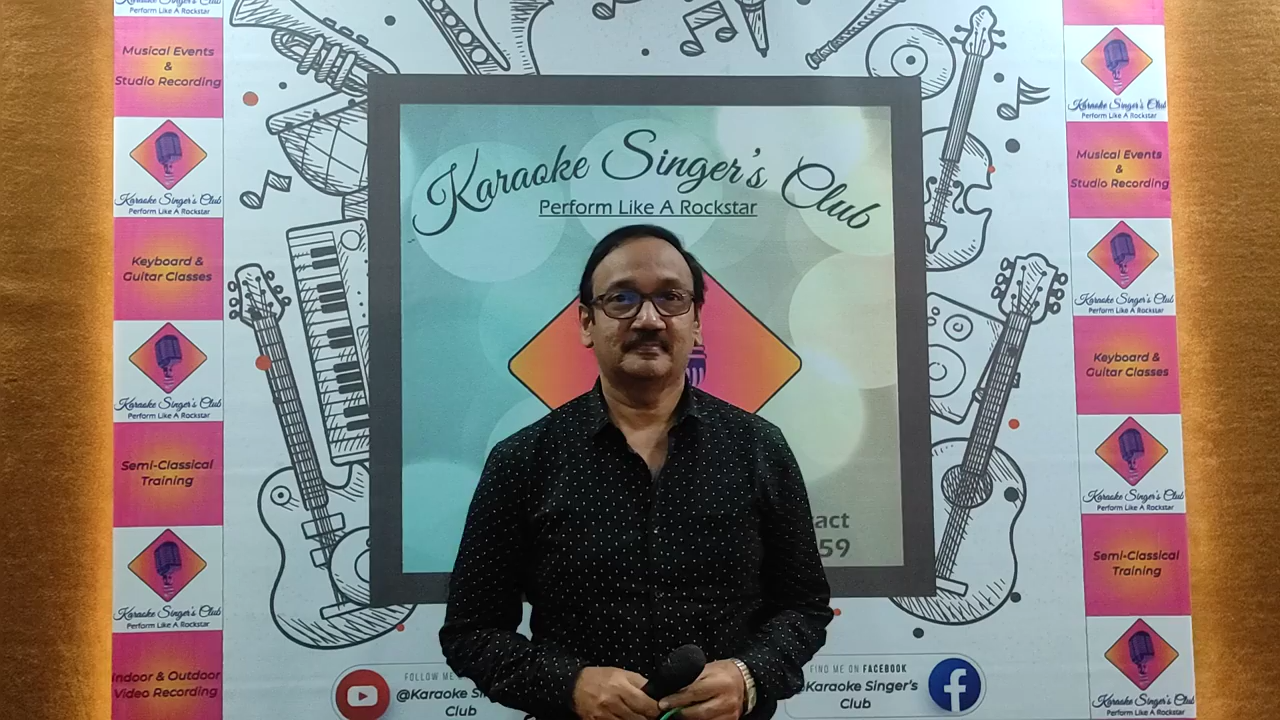 Karaoke Singer's Club
Perform Like A Rockstar
act
59
Karaoke Singer's Club
Perform Like A Rockstar
Musical Events
&
Studio Recording
Karaoke Singer's Club
Perform Like A Rockstar
Keyboard &
Guitar Classes
Karaoke Singer's Club
Perform Like A Rockstar
Semi-Classical
Training
Karaoke Singer's Club
Perform Like A Rockstar
Indoor & Outdoor
Video Recording
Karaoke Singer's Club
Perform Like A Rockstar
Musical Events
&
Studio Recording
Karaoke Singer's Club
Perform Like A Rockstar
Keyboard &
Guitar Classes
Karaoke Singer's Club
Perform Like A Rockstar
Semi-Classical
Training
Karaoke Singer's Club
Perform Like A Rockstar
FOLLOW ME
@Karaoke Si
Club
FIND ME ON FACEBOOK
Karaoke Singer's
Club